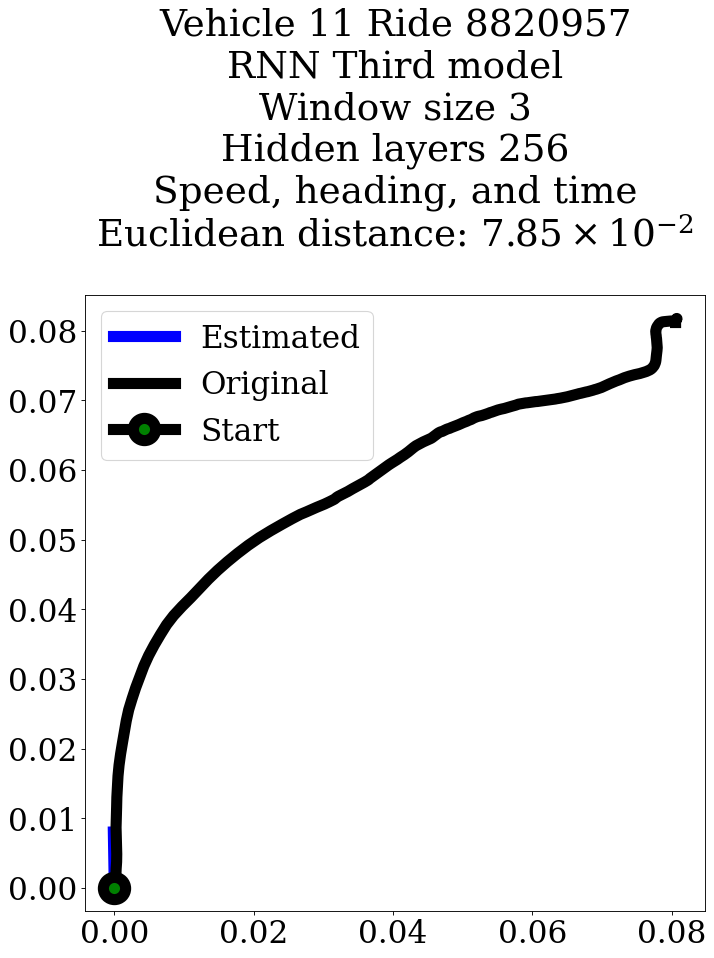 Vehicle 11 Ride 8820957
RNN Third model
Window size 3
Hidden layers 256
Speed, heading, and time
Euclidean distance: 7.85 × 10⁻²
Estimated
Original
Start
0.08
0.07
0.06
0.05
0.04
0.03
0.02
0.01
0.00
0.00 0.02 0.04 0.06 0.08